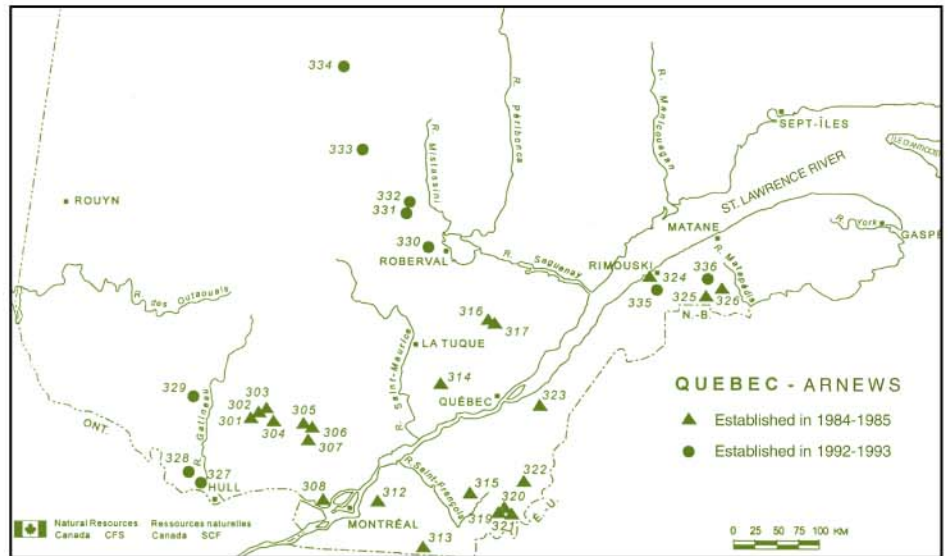 334
333
332
331
330
R. Mistassini
R. Péribonca
R. Manicouagan
SEPT-ÎLES
ST. LAWRENCE RIVER
ROUYN
ROBERVAL
R. Saguenay
MATANE
R. York
GASPÉ
R. Matapédia
RIMOUSKI
324
335
336
325
326
N.-B.
R. des Outaouais
316
317
LA TUQUE
R. Saint-Maurice
314
QUÉBEC
323
329
R. Gatineau
303
302
301
304
305
306
307
ONT.
328
327
HULL
308
MONTRÉAL
312
R. Saint-François
315
322
320
319
321
É.-U.
313
QUEBEC - ARNEWS
Established in 1984-1985
Established in 1992-1993
Natural Resources Ressources naturelles
Canada CFS Canada SCF
0 25 50 75 100 KM